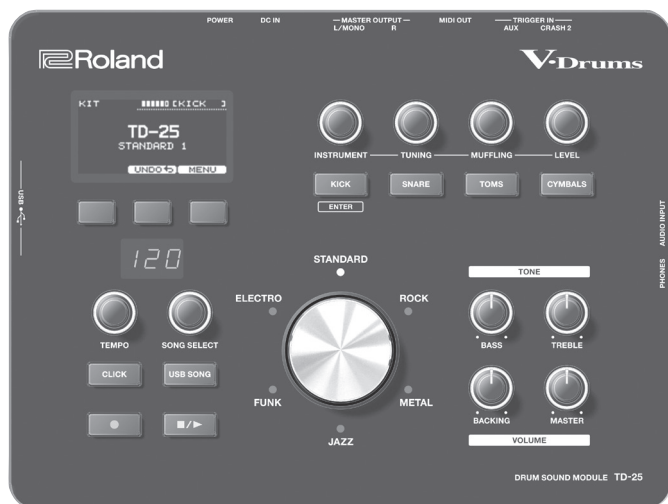 POWER DC IN MASTER OUTPUT MIDI OUT TRIGGER IN
L/MONO R AUX CRASH 2
Roland
V-Drums
KIT [KICK ]
TD-25
STANDARD 1
UNDO MENU
INSTRUMENT TUNING MUFFLING LEVEL
KICK SNARE TOMS CYMBALS
ENTER
USB
AUDIO INPUT
PHONES
120
STANDARD
ELECTRO ROCK
FUNK METAL
JAZZ
TEMPO SONG SELECT
CLICK USB SONG
TONE
BASS TREBLE
BACKING MASTER
VOLUME
DRUM SOUND MODULE TD-25